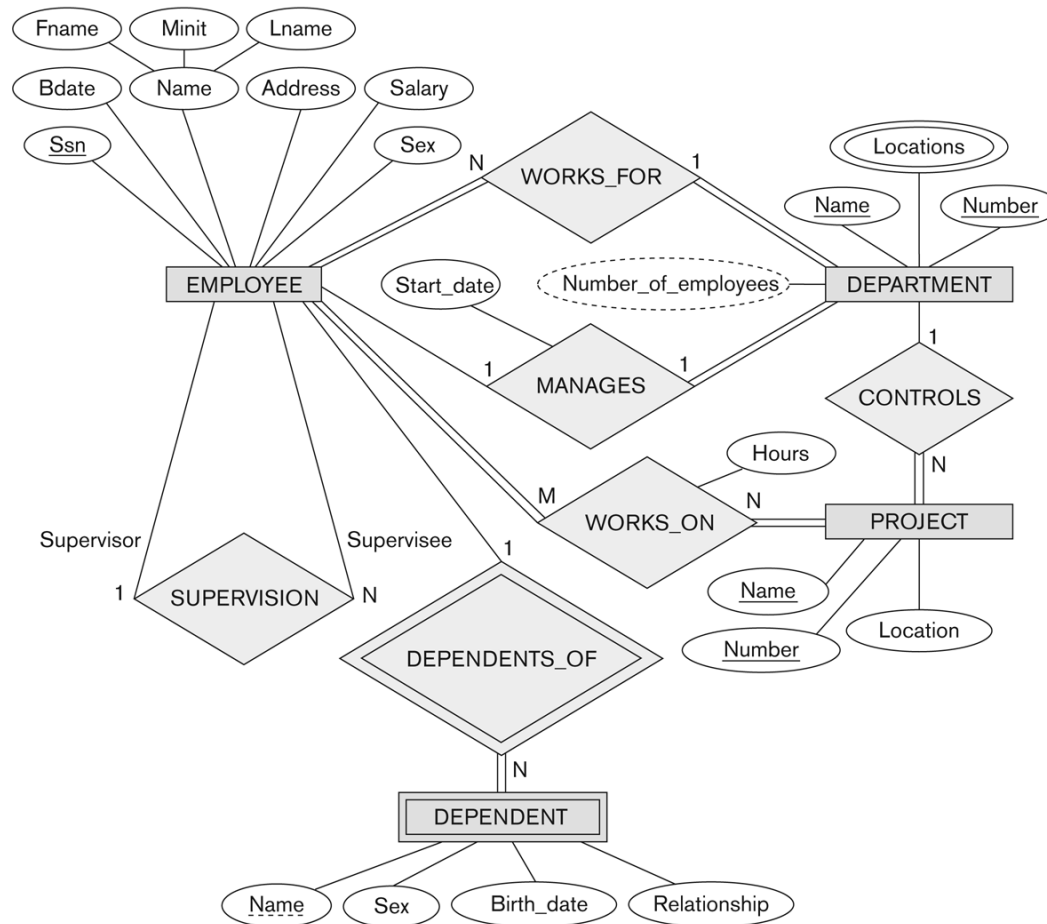 Fname
Minit
Lname
Bdate
Name
Address
Salary
Ssn
Sex
N
WORKS_FOR
1
Locations
Name
Number
EMPLOYEE
Start_date
Number_of_employees
DEPARTMENT
1
MANAGES
1
1
CONTROLS
N
Hours
M
WORKS_ON
N
PROJECT
Supervisor
Supervisee
1
SUPERVISION
N
1
Name
Number
Location
DEPENDENTS_OF
N
DEPENDENT
Name
Sex
Birth_date
Relationship